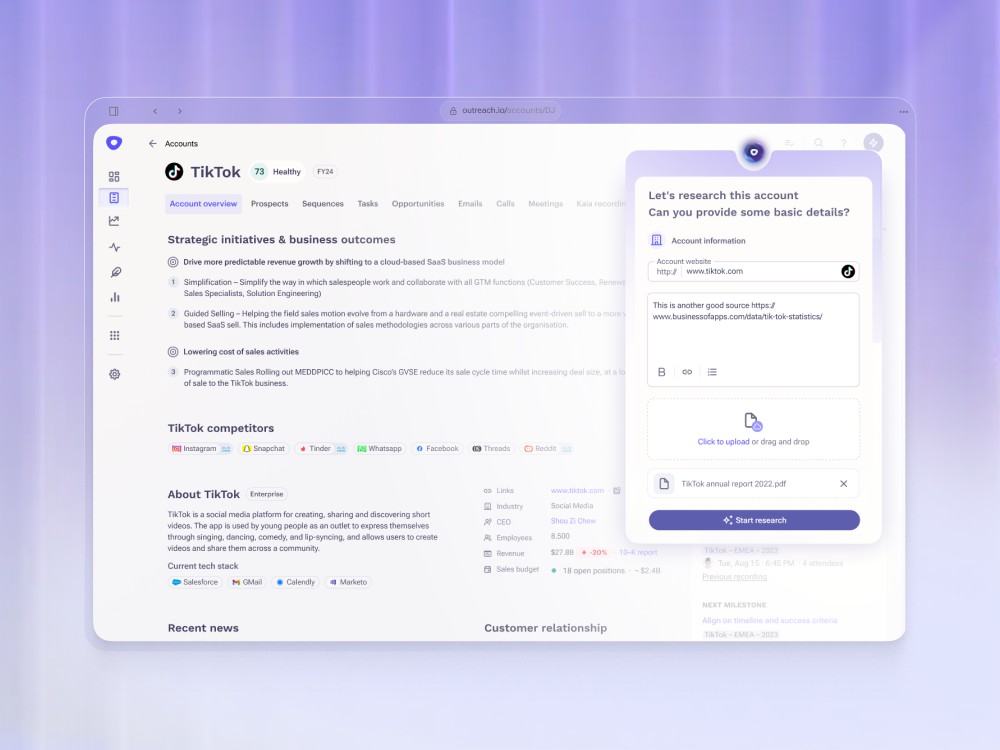 outreach.io/accounts/DJ
Accounts
TikTok
73 Healthy
FY24
Account overview
Prospects
Sequences
Tasks
Opportunities
Emails
Calls
Meetings
Kaia recordin
Strategic initiatives & business outcomes
Drive more predictable revenue growth by shifting to a cloud-based SaaS business model
1 Simplification – Simplify the way in which salespeople work and collaborate with all GTM functions (Customer Success, Renews
Sales Specialists, Solution Engineering)
2 Guided Selling – Helping the field sales motion evolve from a hardware and a real estate compelling event-driven sell to a more v
based SaaS sell. This includes implementation of sales methodologies across various parts of the organisation.
Lowering cost of sales activities
3 Programmatic Sales Rolling out MEDDPICC to helping Cisco's GVSE reduce its sale cycle time whilst increasing deal size, at a lo
of sale to the TikTok business.
TikTok competitors
Instagram
Snapchat
Tinder
Whatsapp
Facebook
Threads
Reddit
About TikTok
Enterprise
TikTok is a social media platform for creating, sharing and discovering short
videos. The app is used by young people as an outlet to express themselves
through singing, dancing, comedy, and lip-syncing, and allows users to create
videos and share them across a community.
Current tech stack
Salesforce
GMail
Calendly
Marketo
Links www.tiktok.com
Industry Social Media
CEO Shou Zi Chew
Employees 8,500
Revenue $27.8B -20% · 10-K report
Sales budget 18 open positions · ~ $2.4B
Recent news
Customer relationship
Let's research this account
Can you provide some basic details?
Account information
Account website
http:// www.tiktok.com
This is another good source https://
www.businessofapps.com/data/tik-tok-statistics/
B
Click to upload or drag and drop
TikTok annual report 2022.pdf
Start research
TikTok – EMEA – 2023
Tue, Aug 15 · 6:45 PM · 4 attendees
Previous recording
NEXT MILESTONE
Align on timeline and success criteria
TikTok – EMEA – 2023